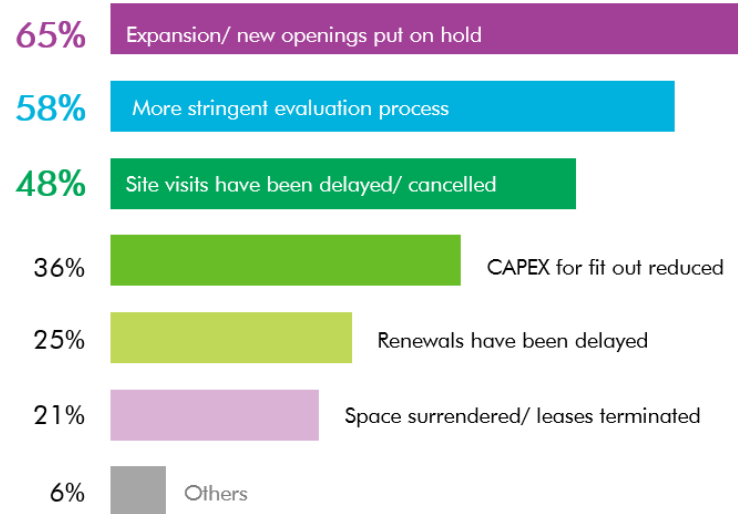 65% Expansion/ new openings put on hold
58% More stringent evaluation process
48% Site visits have been delayed/ cancelled
36% CAPEX for fit out reduced
25% Renewals have been delayed
21% Space surrendered/ leases terminated
6% Others